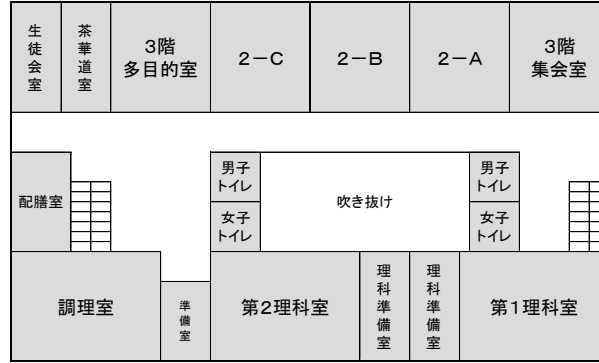 生徒会室
茶華道室
3階
多目的室
2-C
2-B
2-A
3階
集会室
配膳室
男子
トイレ
女子
トイレ
吹き抜け
男子
トイレ
女子
トイレ
調理室
準備室
第2理科室
理科準備室
理科準備室
第1理科室